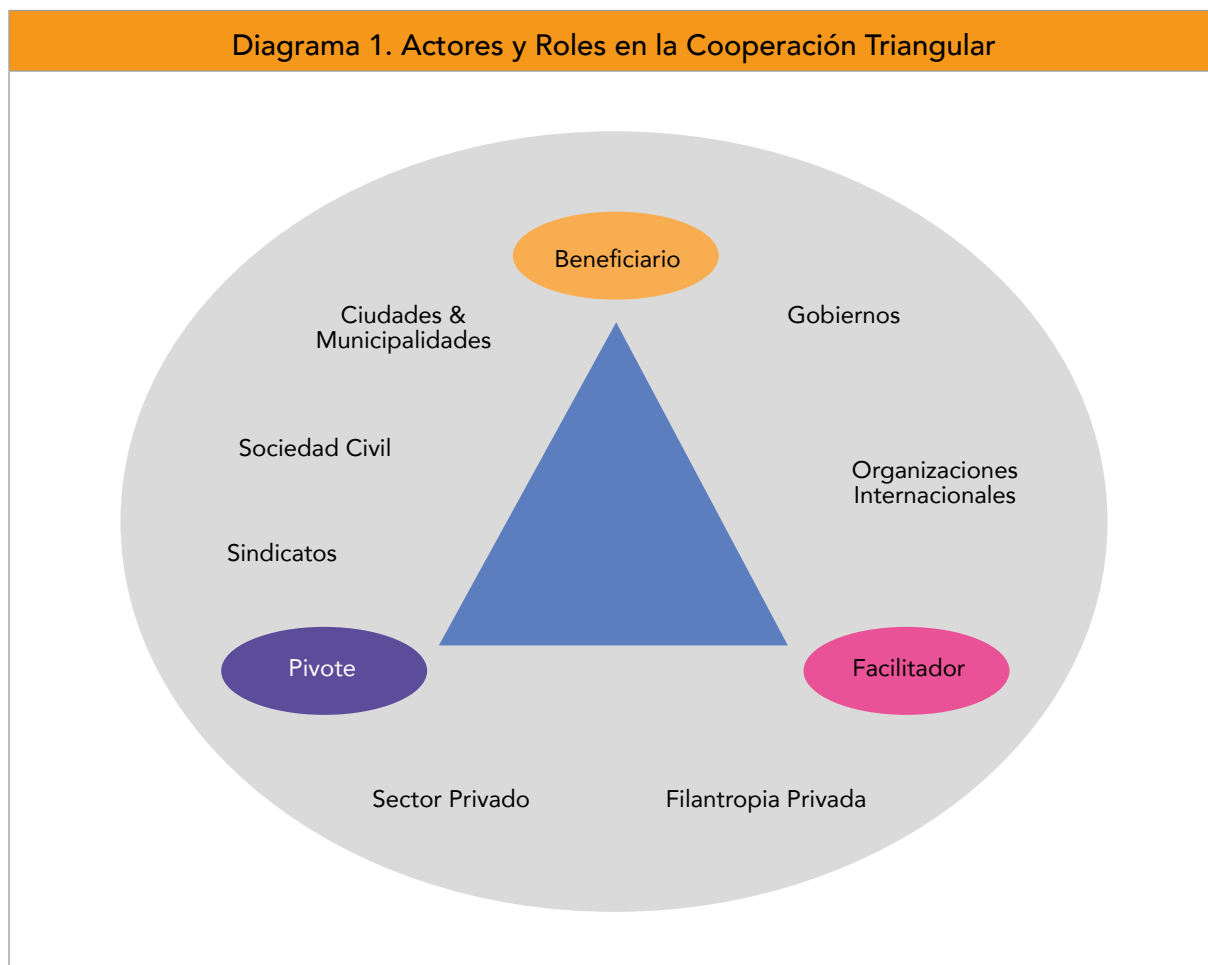 Diagrama 1. Actores y Roles en la Cooperación Triangular
Beneficiario
Ciudades &
Municipalidades
Gobiernos
Sociedad Civil
Organizaciones
Internacionales
Sindicatos
Pivote
Facilitador
Sector Privado
Filantropia Privada